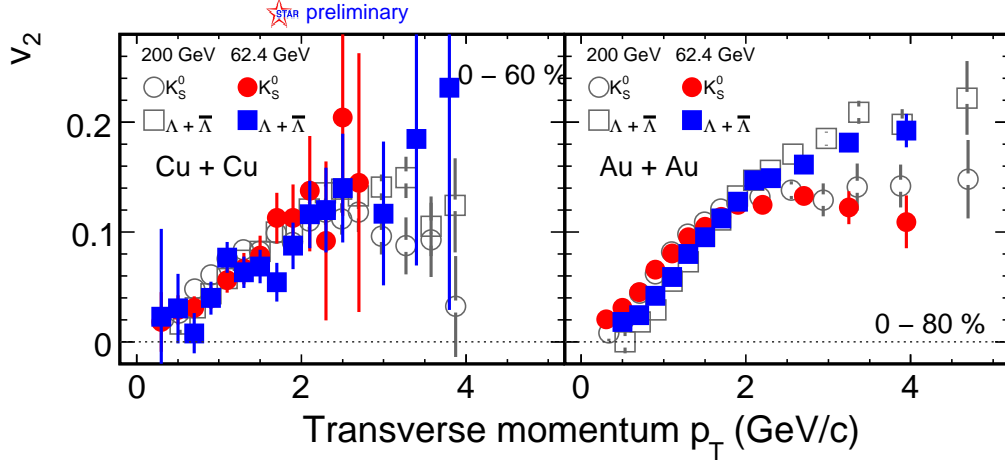 STAR preliminary
v2
200 GeV 62.4 GeV
K⁰S K⁰S
Λ + Λ̅ Λ + Λ̅
0 – 60 %
Cu + Cu
200 GeV 62.4 GeV
K⁰S K⁰S
Λ + Λ̅ Λ + Λ̅
Au + Au
0 – 80 %
0.2
0.1
0
0 2 4
0 2 4
Transverse momentum pT (GeV/c)